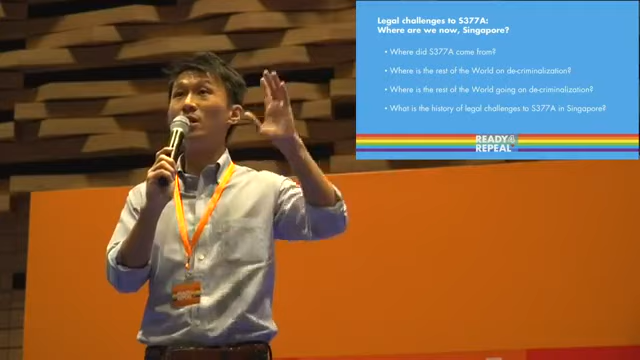 Legal challenges to S377A:
Where are we now, Singapore?
• Where did S377A come from?
• Where is the rest of the World on de-criminalization?
• Where is the rest of the World going on de-criminalization?
• What is the history of legal challenges to S377A in Singapore?
READY4
REPEAL